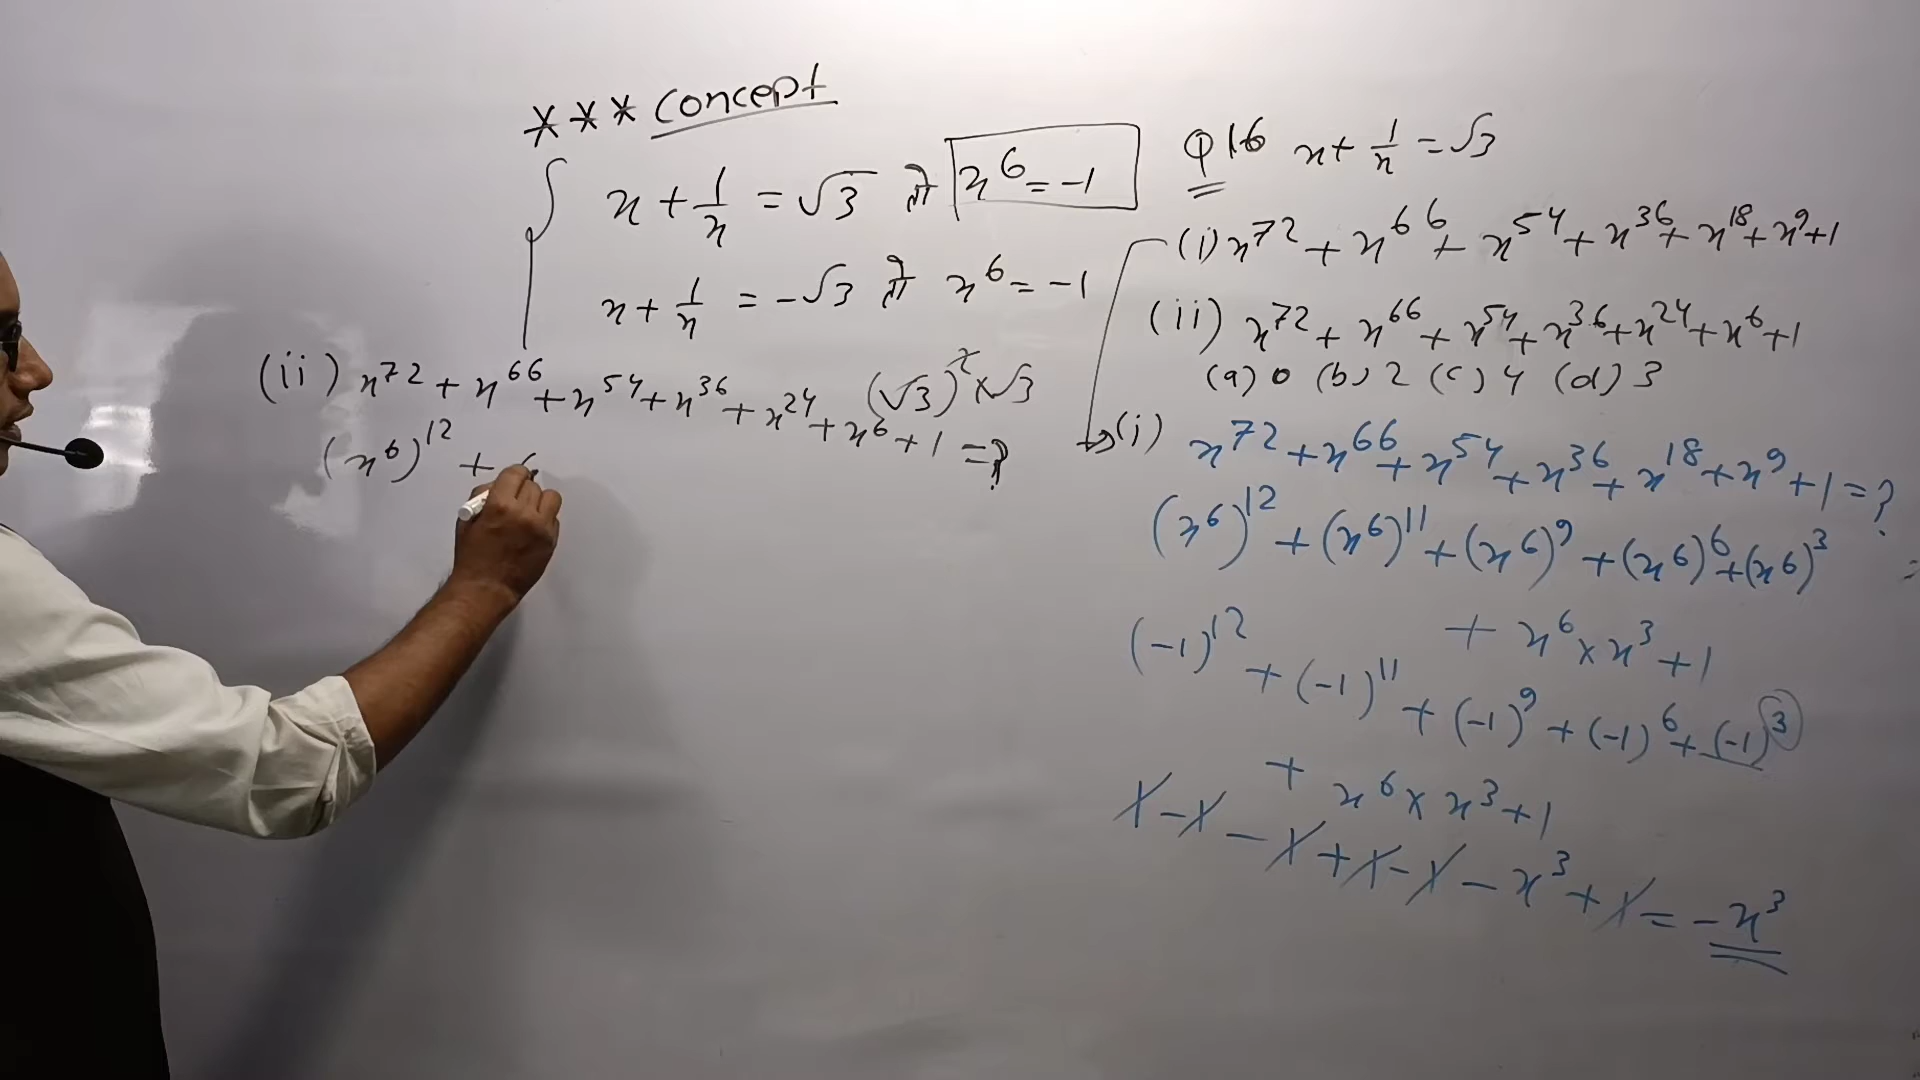 *** Concept
x + 1/x = √3 तो x⁶ = -1
x + 1/x = -√3 तो x⁶ = -1
(ii) x⁷² + x⁶⁶ + x⁵⁴ + x³⁶ + x²⁴ + x⁶ + 1 = ?
(√3)² × √3
(x⁶)¹² +
Q 16 x + 1/x = √3
(i) x⁷² + x⁶⁶ + x⁵⁴ + x³⁶ + x¹⁸ + x⁹ + 1
(ii) x⁷² + x⁶⁶ + x⁵⁴ + x³⁶ + x²⁴ + x⁶ + 1
(a) 0 (b) 2 (c) 4 (d) 3
(i) x⁷² + x⁶⁶ + x⁵⁴ + x³⁶ + x¹⁸ + x⁹ + 1 = ?
(x⁶)¹² + (x⁶)¹¹ + (x⁶)⁹ + (x⁶)⁶ + (x⁶)³
+ x⁶ × x³ + 1
(-1)¹² + (-1)¹¹ + (-1)⁹ + (-1)⁶ + (-1)³
+ x⁶ × x³ + 1
1 - 1 - 1 + 1 - 1 - x³ + 1 = -x³